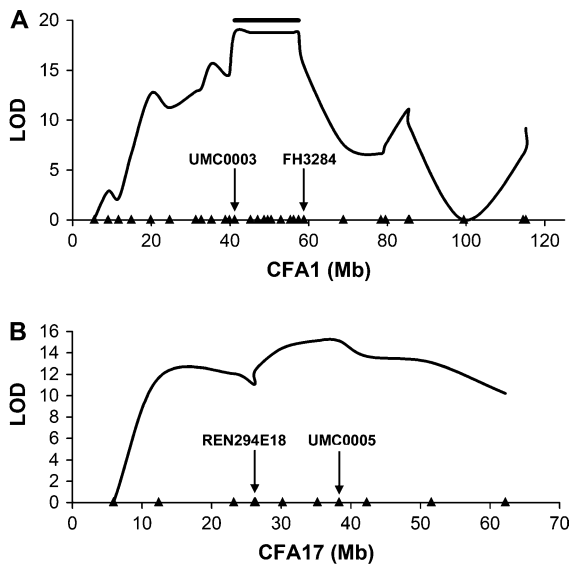 A
20
15
10
5
0
LOD
UMC0003 FH3284
0 20 40 60 80 100 120
CFA1 (Mb)
B
16
14
12
10
8
6
4
2
0
LOD
REN294E18 UMC0005
0 10 20 30 40 50 60 70
CFA17 (Mb)